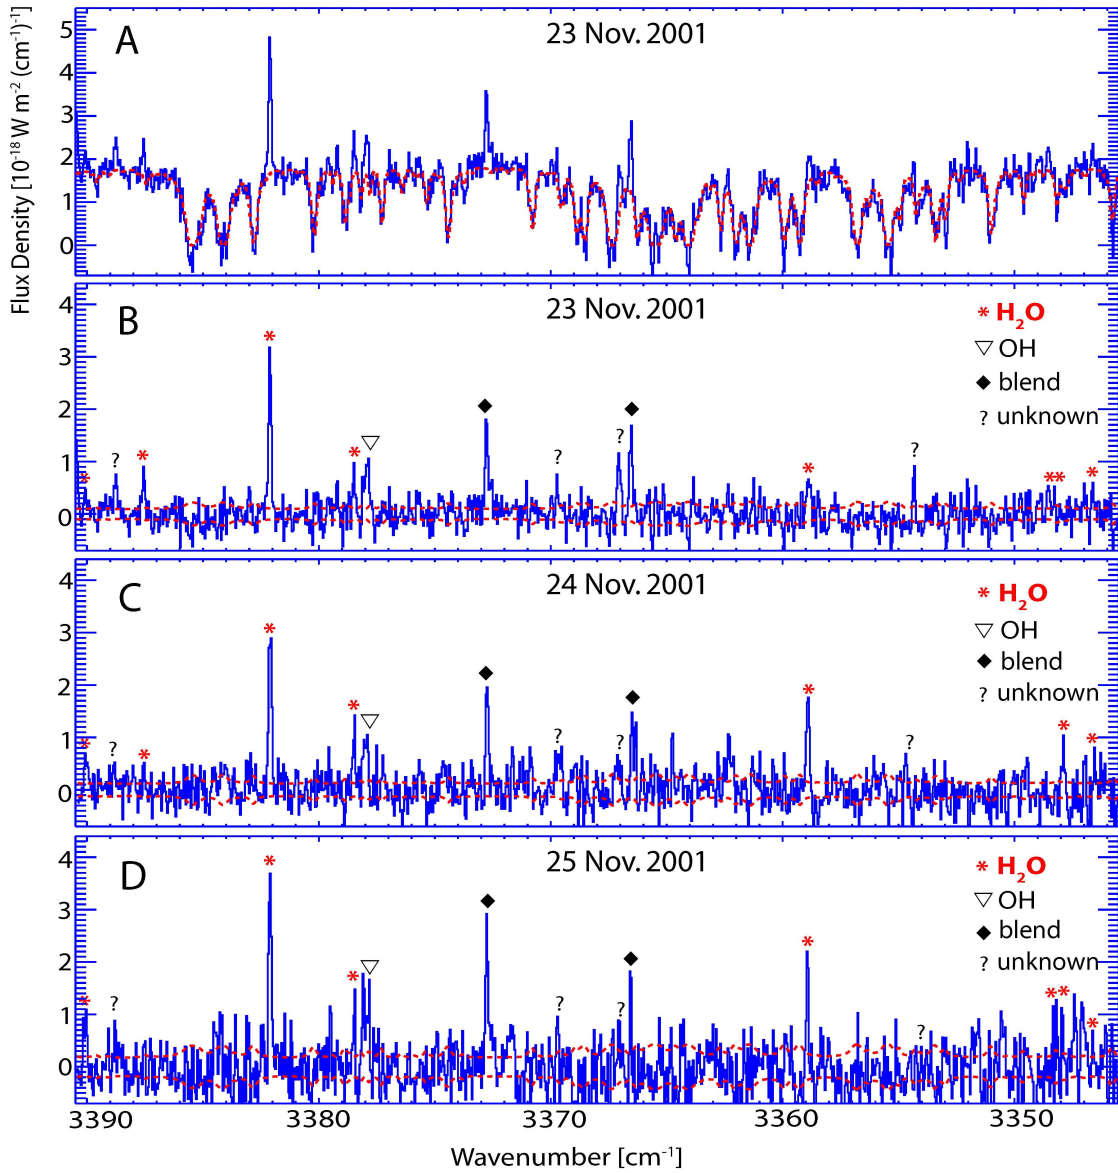 Flux Density [10⁻¹⁸ W m⁻² (cm⁻¹)⁻¹]
A
23 Nov. 2001
5
4
3
2
1
0
B
23 Nov. 2001
4
3
2
1
0
* H₂O
▽ OH
◆ blend
? unknown
*
?
*
*
*
▽
◆
?
?
◆
*
?
**
*
C
24 Nov. 2001
4
3
2
1
0
* H₂O
▽ OH
◆ blend
? unknown
*
?
*
*
*
▽
◆
?
?
◆
*
?
*
*
D
25 Nov. 2001
4
3
2
1
0
* H₂O
▽ OH
◆ blend
? unknown
*
?
*
*
▽
◆
?
?
◆
*
?
**
*
3390 3380 3370 3360 3350
Wavenumber [cm⁻¹]